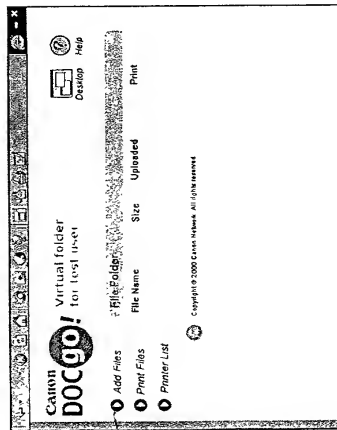 Canon
DOCgo!
Virtual folder
for test user
Desktop
Help
Add Files
Print Files
Printer List
File Folder
File Name Size Uploaded Print
Copyright © 2000 Canon Network. All rights reserved